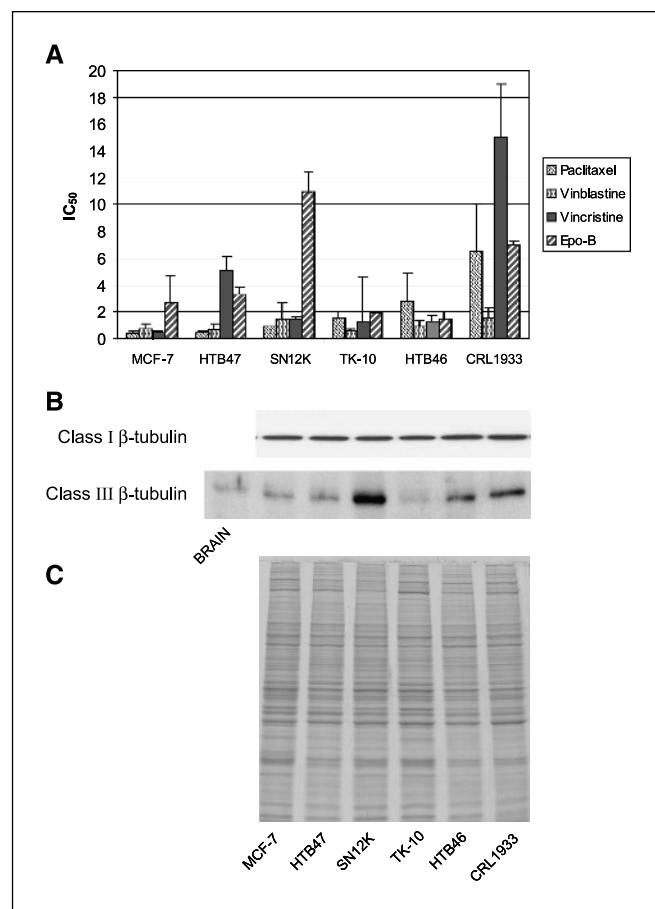 A
20
18
16
14
12
10
8
6
4
2
0
IC50
MCF-7 HTB47 SN12K TK-10 HTB46 CRL1933
Paclitaxel
Vinblastine
Vincristine
Epo-B
B
Class I β-tubulin
Class III β-tubulin
BRAIN
C
MCF-7 HTB47 SN12K TK-10 HTB46 CRL1933